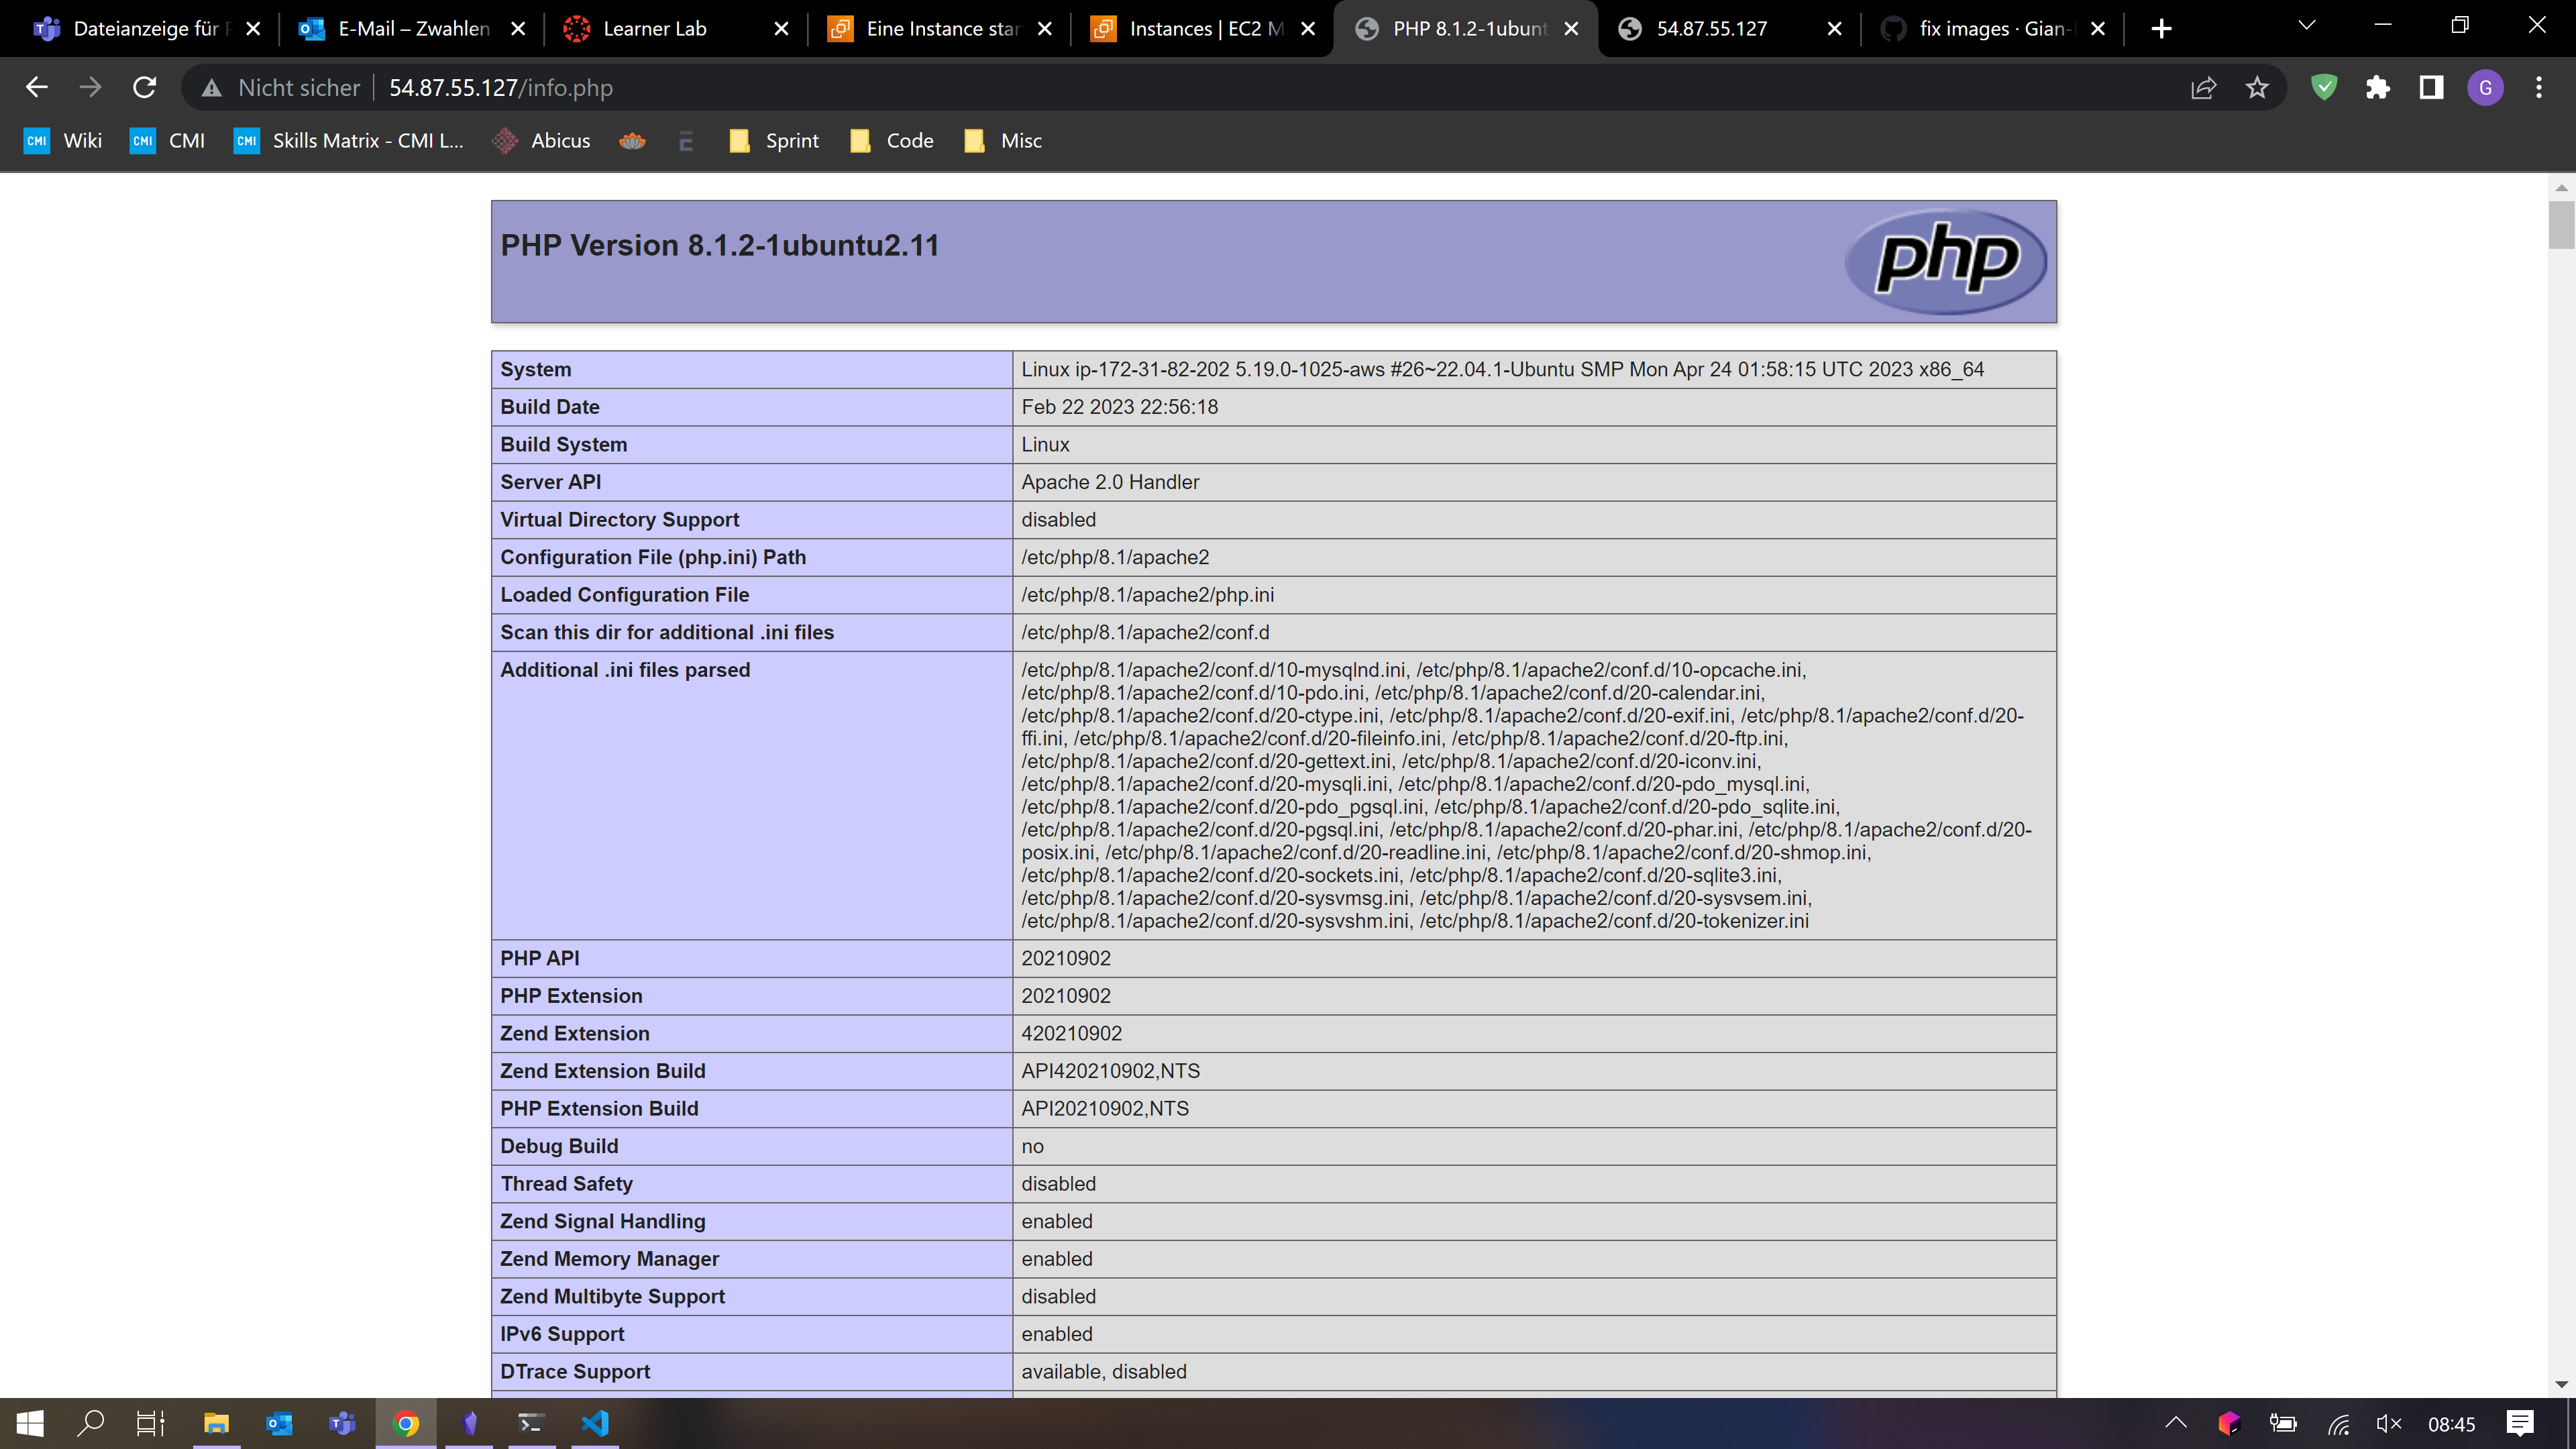 Dateianzeige für
E-Mail – Zwahlen
Learner Lab
Eine Instance star
Instances | EC2 M
PHP 8.1.2-1ubunt
54.87.55.127
fix images · Gian-
Nicht sicher
54.87.55.127/info.php
G
CMI Wiki
CMI CMI
CMI Skills Matrix - CMI L...
Abicus
Sprint
Code
Misc
PHP Version 8.1.2-1ubuntu2.11
php
System Linux ip-172-31-82-202 5.19.0-1025-aws #26~22.04.1-Ubuntu SMP Mon Apr 24 01:58:15 UTC 2023 x86_64
Build Date Feb 22 2023 22:56:18
Build System Linux
Server API Apache 2.0 Handler
Virtual Directory Support disabled
Configuration File (php.ini) Path /etc/php/8.1/apache2
Loaded Configuration File /etc/php/8.1/apache2/php.ini
Scan this dir for additional .ini files /etc/php/8.1/apache2/conf.d
Additional .ini files parsed /etc/php/8.1/apache2/conf.d/10-mysqlnd.ini, /etc/php/8.1/apache2/conf.d/10-opcache.ini,
/etc/php/8.1/apache2/conf.d/10-pdo.ini, /etc/php/8.1/apache2/conf.d/20-calendar.ini,
/etc/php/8.1/apache2/conf.d/20-ctype.ini, /etc/php/8.1/apache2/conf.d/20-exif.ini, /etc/php/8.1/apache2/conf.d/20-
ffi.ini, /etc/php/8.1/apache2/conf.d/20-fileinfo.ini, /etc/php/8.1/apache2/conf.d/20-ftp.ini,
/etc/php/8.1/apache2/conf.d/20-gettext.ini, /etc/php/8.1/apache2/conf.d/20-iconv.ini,
/etc/php/8.1/apache2/conf.d/20-mysqli.ini, /etc/php/8.1/apache2/conf.d/20-pdo_mysql.ini,
/etc/php/8.1/apache2/conf.d/20-pdo_pgsql.ini, /etc/php/8.1/apache2/conf.d/20-pdo_sqlite.ini,
/etc/php/8.1/apache2/conf.d/20-pgsql.ini, /etc/php/8.1/apache2/conf.d/20-phar.ini, /etc/php/8.1/apache2/conf.d/20-
posix.ini, /etc/php/8.1/apache2/conf.d/20-readline.ini, /etc/php/8.1/apache2/conf.d/20-shmop.ini,
/etc/php/8.1/apache2/conf.d/20-sockets.ini, /etc/php/8.1/apache2/conf.d/20-sqlite3.ini,
/etc/php/8.1/apache2/conf.d/20-sysvmsg.ini, /etc/php/8.1/apache2/conf.d/20-sysvsem.ini,
/etc/php/8.1/apache2/conf.d/20-sysvshm.ini, /etc/php/8.1/apache2/conf.d/20-tokenizer.ini
PHP API 20210902
PHP Extension 20210902
Zend Extension 420210902
Zend Extension Build API420210902,NTS
PHP Extension Build API20210902,NTS
Debug Build no
Thread Safety disabled
Zend Signal Handling enabled
Zend Memory Manager enabled
Zend Multibyte Support disabled
IPv6 Support enabled
DTrace Support available, disabled
08:45